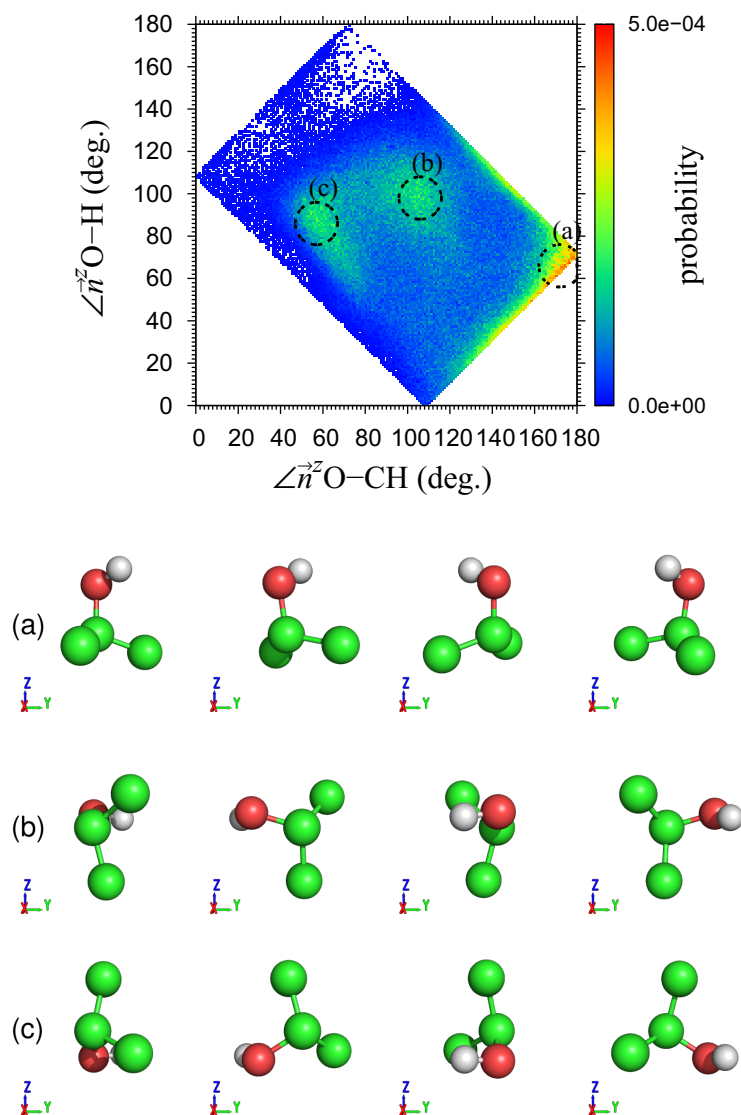 180
160
140
120
100
80
60
40
20
0
0 20 40 60 80 100 120 140 160 180
∠n⃗ᶻO−H (deg.)
∠n⃗ᶻO−CH (deg.)
(a)
(b)
(c)
5.0e−04
probability
0.0e+00
(a)
Z X Y Z X Y Z X Y Z X Y
(b)
Z X Y Z X Y Z X Y Z X Y
(c)
Z X Y Z X Y Z X Y Z X Y